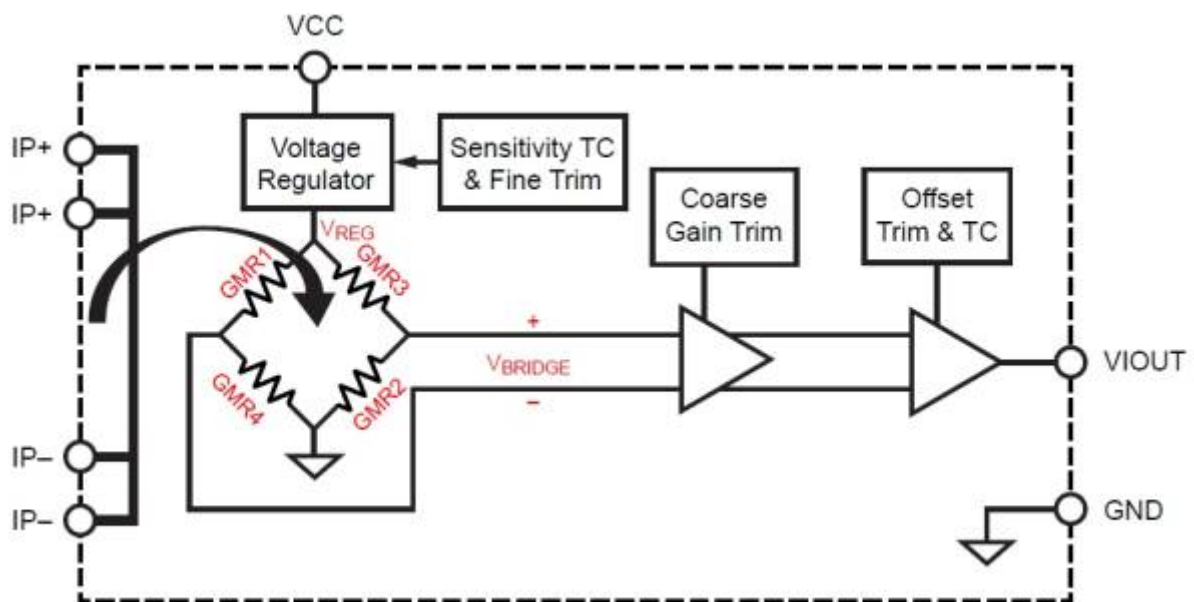 VCC
IP+
IP+
Voltage
Regulator
Sensitivity TC
& Fine Trim
Coarse
Gain Trim
Offset
Trim & TC
VREG
GMR1
GMR3
+
VBRIDGE
−
GMR4
GMR2
VIOUT
IP−
IP−
GND